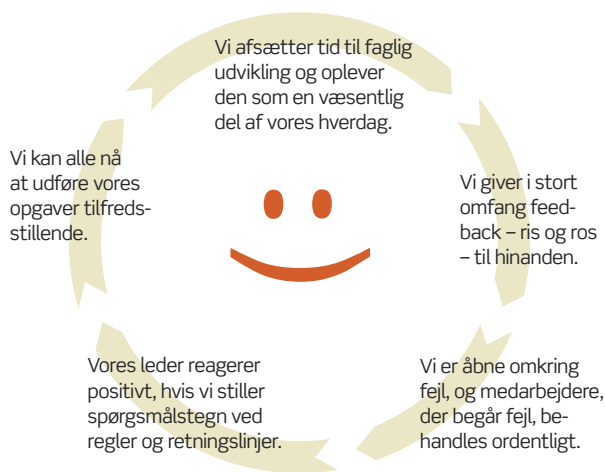 Vi afsætter tid til faglig
udvikling og oplever
den som en væsentlig
del af vores hverdag.
Vi giver i stort
omfang feed-
back – ris og ros
– til hinanden.
Vi er åbne omkring
fejl, og medarbejdere,
der begår fejl, be-
handles ordentligt.
Vores leder reagerer
positivt, hvis vi stiller
spørgsmålstegn ved
regler og retningslinjer.
Vi kan alle nå
at udføre vores
opgaver tilfreds-
stillende.